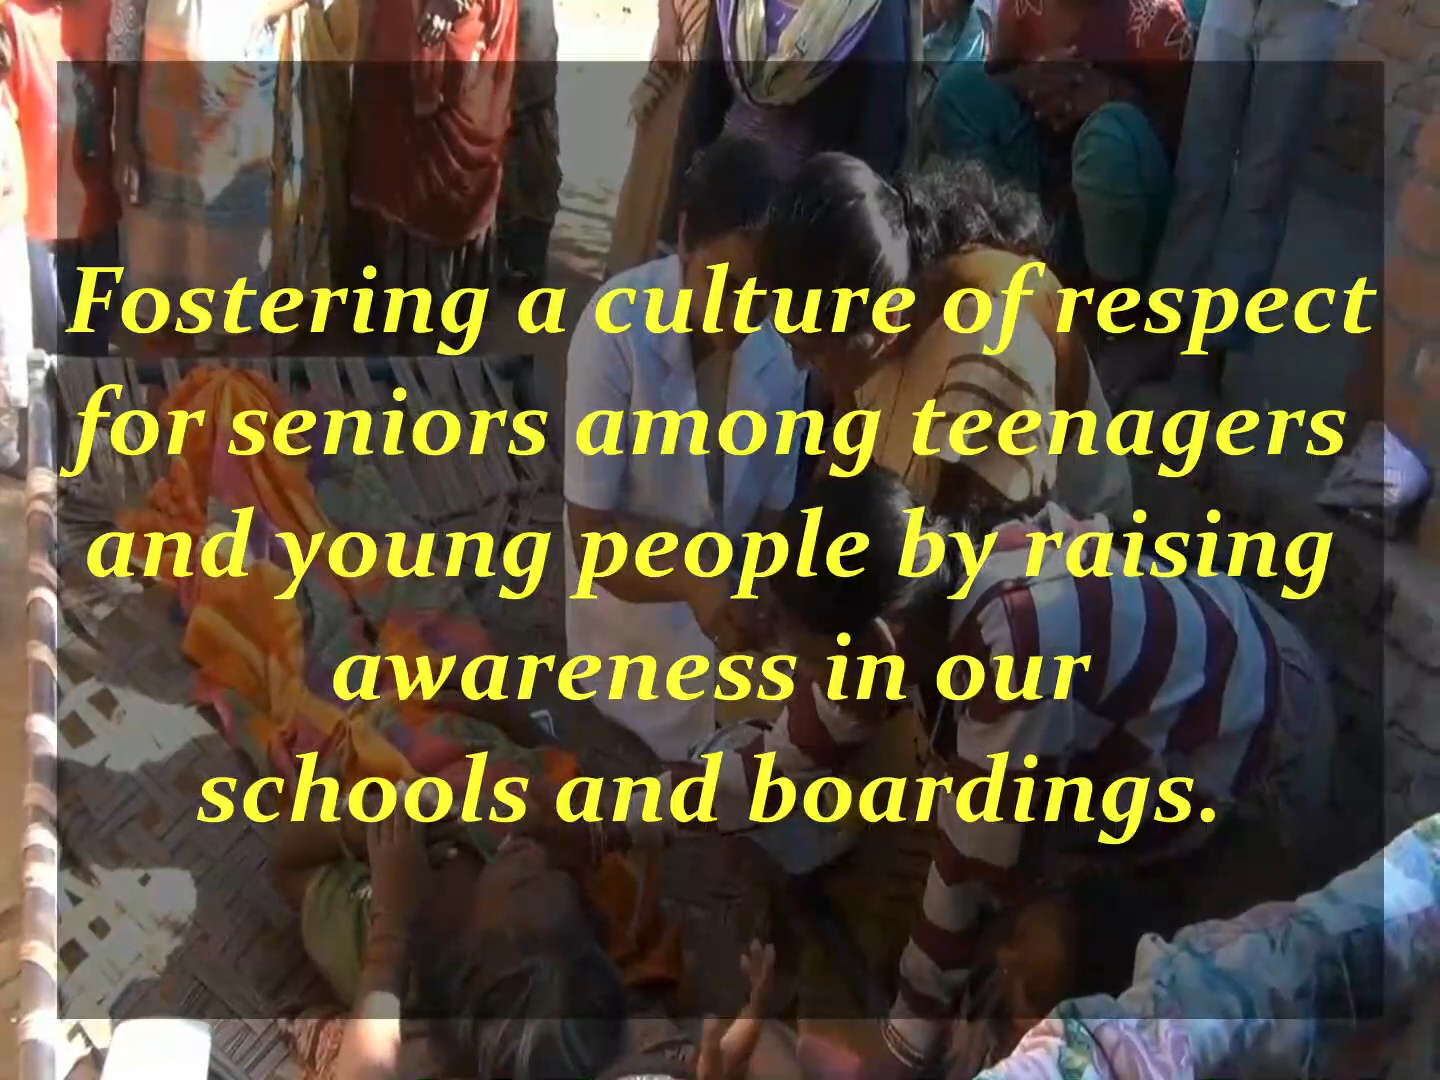 Fostering a culture of respect
for seniors among teenagers
and young people by raising
awareness in our
schools and boardings.